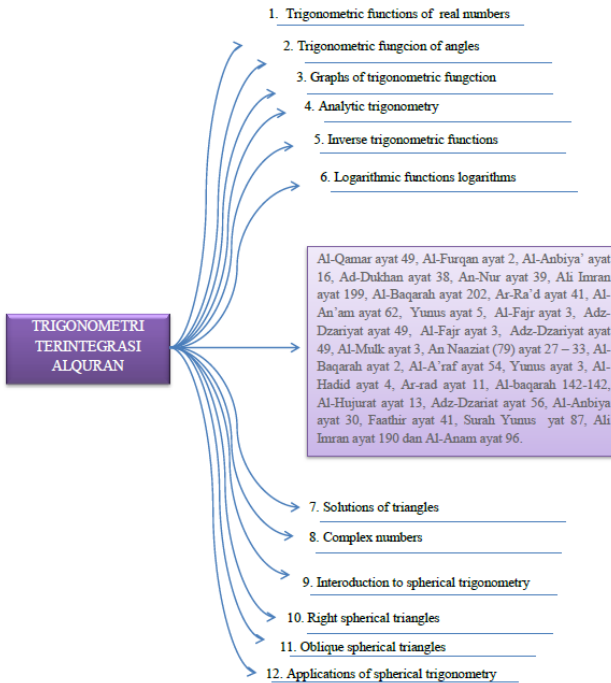 1. Trigonometric functions of real numbers
2. Trigonometric fungcion of angles
3. Graphs of trigonometric fungction
4. Analytic trigonometry
5. Inverse trigonometric functions
6. Logarithmic functions logarithms
TRIGONOMETRI
TERINTEGRASI
ALQURAN
Al-Qamar ayat 49, Al-Furqan ayat 2, Al-Anbiya' ayat
16, Ad-Dukhan ayat 38, An-Nur ayat 39, Ali Imran
ayat 199, Al-Baqarah ayat 202, Ar-Ra'd ayat 41, Al-
An'am ayat 62, Yunus ayat 5, Al-Fajr ayat 3, Adz-
Dzariyat ayat 49, Al-Fajr ayat 3, Adz-Dzariyat ayat
49, Al-Mulk ayat 3, An Naaziat (79) ayat 27 – 33, Al-
Baqarah ayat 2, Al-A'raf ayat 54, Yunus ayat 3, Al-
Hadid ayat 4, Ar-rad ayat 11, Al-baqarah 142-142,
Al-Hujurat ayat 13, Adz-Dzariat ayat 56, Al-Anbiya
ayat 30, Faathir ayat 41, Surah Yunus yat 87, Ali
Imran ayat 190 dan Al-Anam ayat 96.
7. Solutions of triangles
8. Complex numbers
9. Interoduction to spherical trigonometry
10. Right spherical triangles
11. Oblique spherical triangles
12. Applications of spherical trigonometry